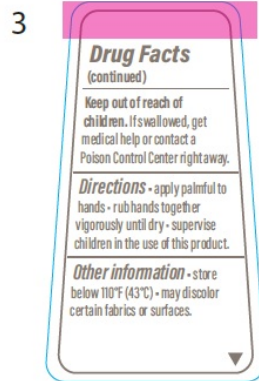 3
Drug Facts
(continued)
Keep out of reach of
children. If swallowed, get
medical help or contact a
Poison Control Center right away.
Directions • apply palmful to
hands • rub hands together
vigorously until dry • supervise
children in the use of this product.
Other information • store
below 110°F (43°C) • may discolor
certain fabrics or surfaces.